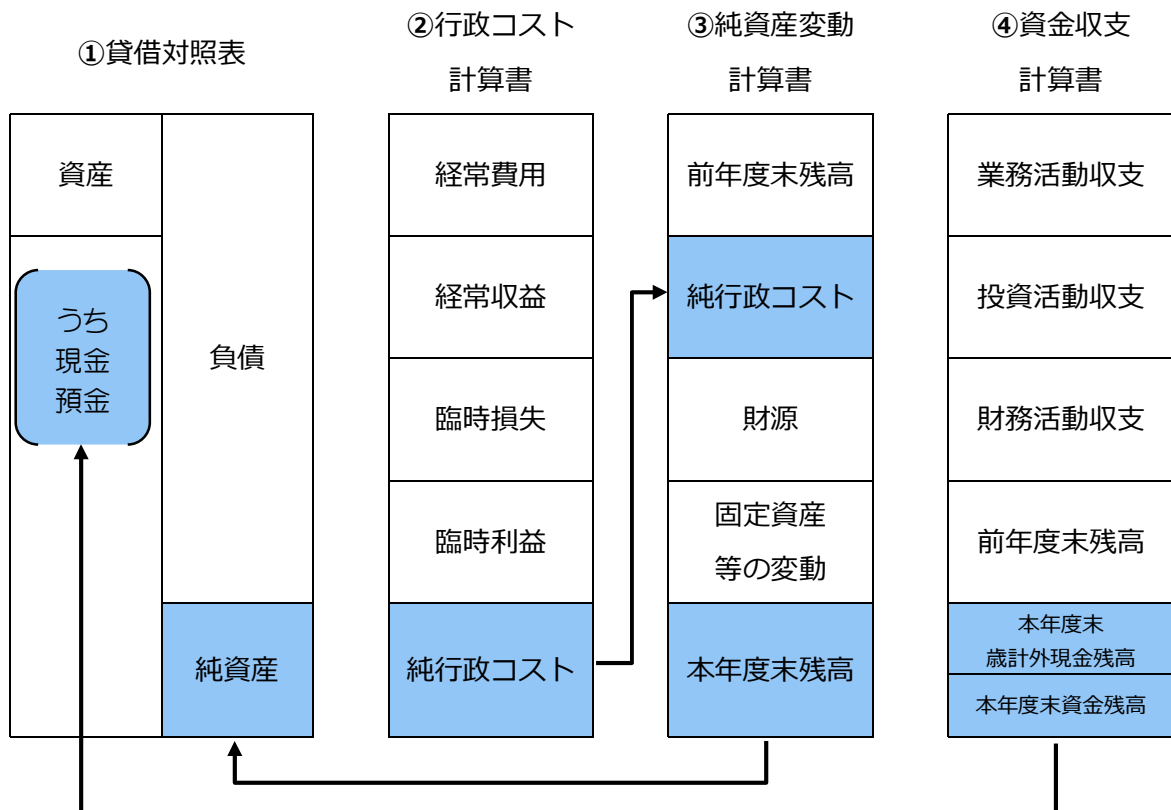 ①貸借対照表
②行政コスト
計算書
③純資産変動
計算書
④資金収支
計算書
資産
うち
現金
預金
負債
純資産
経常費用
経常収益
臨時損失
臨時利益
純行政コスト
前年度末残高
純行政コスト
財源
固定資産
等の変動
本年度末残高
業務活動収支
投資活動収支
財務活動収支
前年度末残高
本年度末
歳計外現金残高
本年度末資金残高